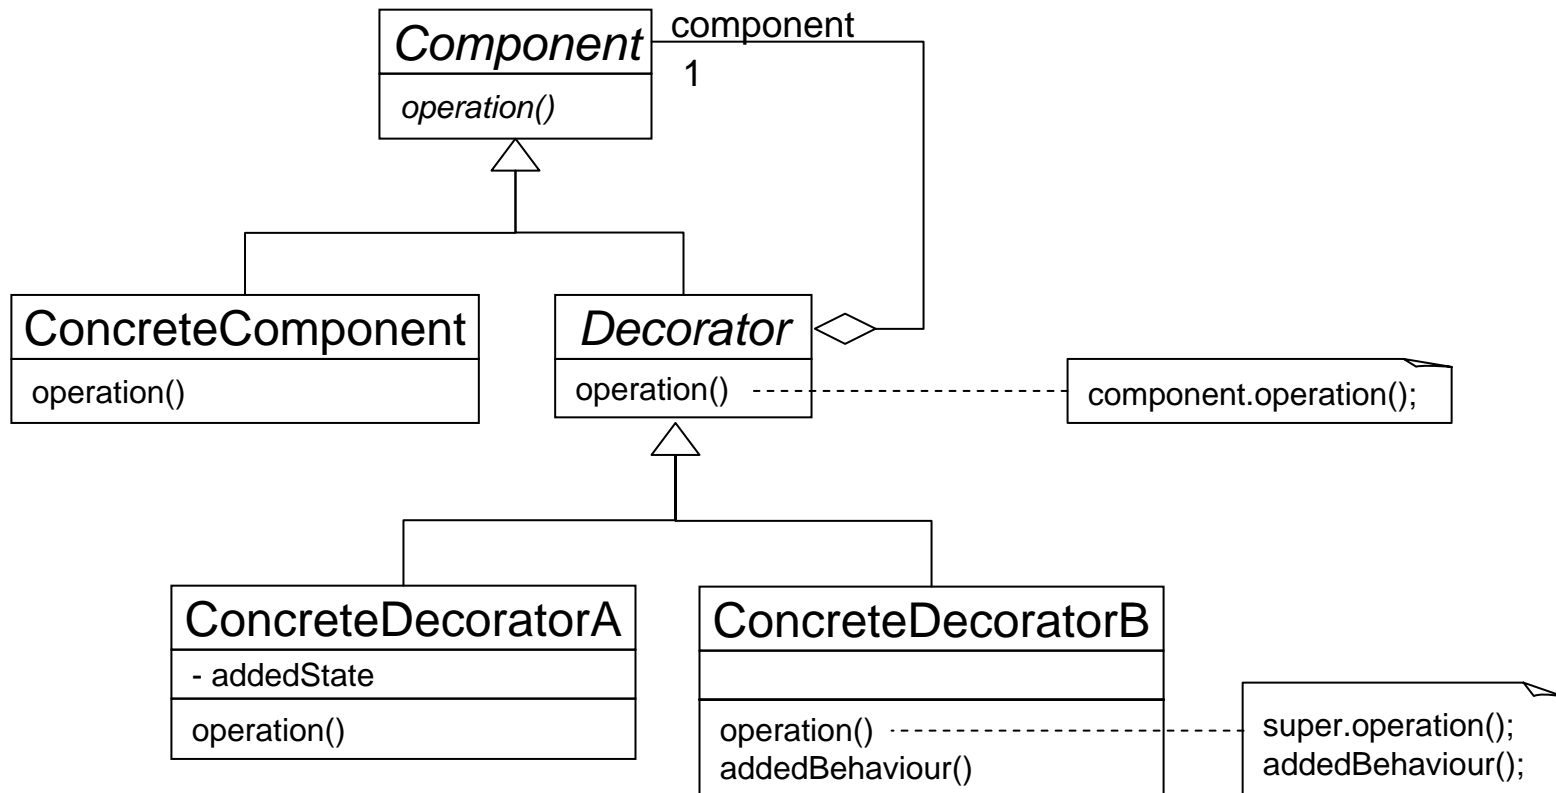 Component
component
1
operation()
ConcreteComponent
operation()
Decorator
operation()
component.operation();
ConcreteDecoratorA
- addedState
operation()
ConcreteDecoratorB
operation()
addedBehaviour()
super.operation();
addedBehaviour();